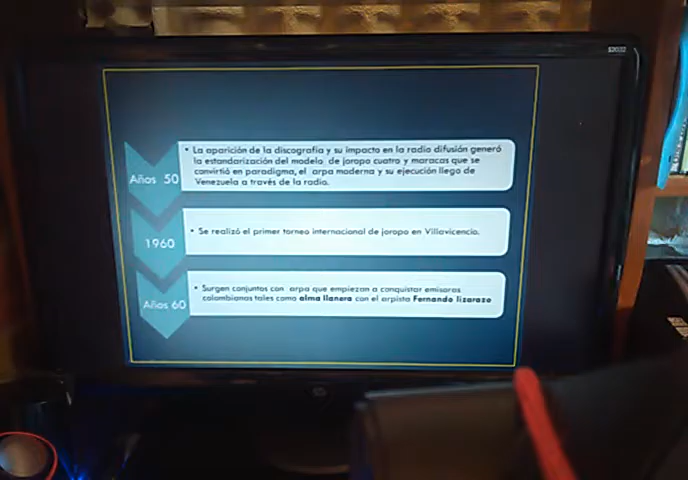 S2032
Años 50
• La aparición de la discografía y su impacto en la radio difusión generó
la estandarización del modelo de joropo cuatro y maracas que se
convirtió en paradigma, el arpa moderna y su ejecución llego de
Venezuela a través de la radio.
1960
• Se realizó el primer torneo internacional de joropo en Villavicencio.
Años 60
• Surgen conjuntos con arpa que empiezan a conquistar emisoras
colombianas tales como alma llanera con el arpista Fernando lizarazo
hp